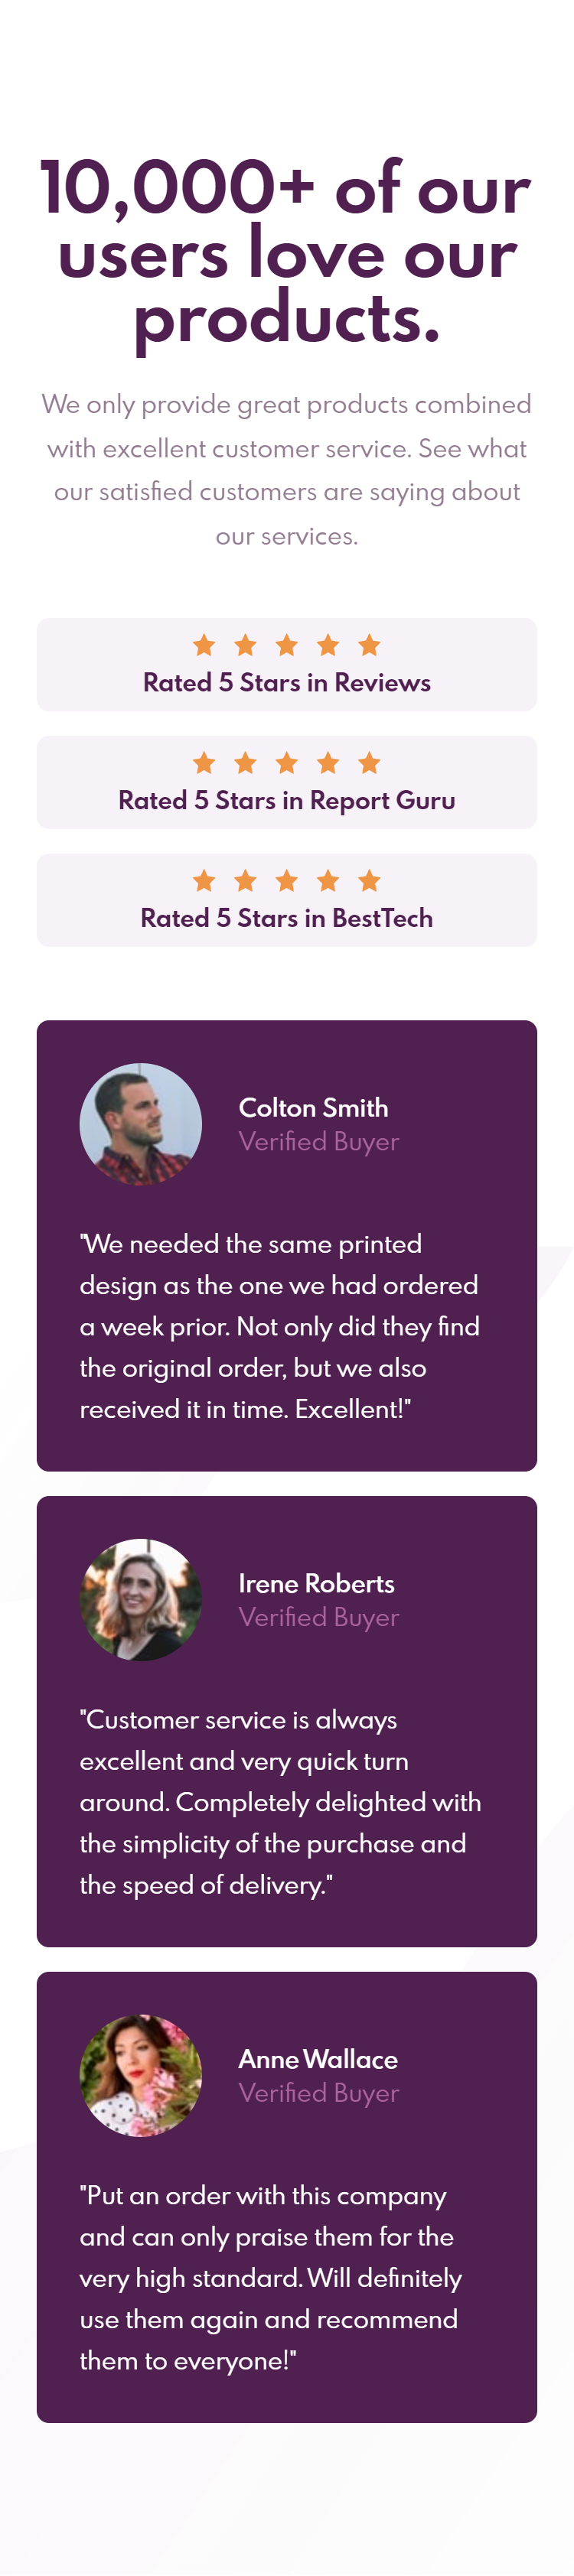 10,000+ of our
users love our
products.
We only provide great products combined
with excellent customer service. See what
our satisfied customers are saying about
our services.
Rated 5 Stars in Reviews
Rated 5 Stars in Report Guru
Rated 5 Stars in BestTech
Colton Smith
Verified Buyer
"We needed the same printed
design as the one we had ordered
a week prior. Not only did they find
the original order, but we also
received it in time. Excellent!"
Irene Roberts
Verified Buyer
"Customer service is always
excellent and very quick turn
around. Completely delighted with
the simplicity of the purchase and
the speed of delivery."
Anne Wallace
Verified Buyer
"Put an order with this company
and can only praise them for the
very high standard. Will definitely
use them again and recommend
them to everyone!"